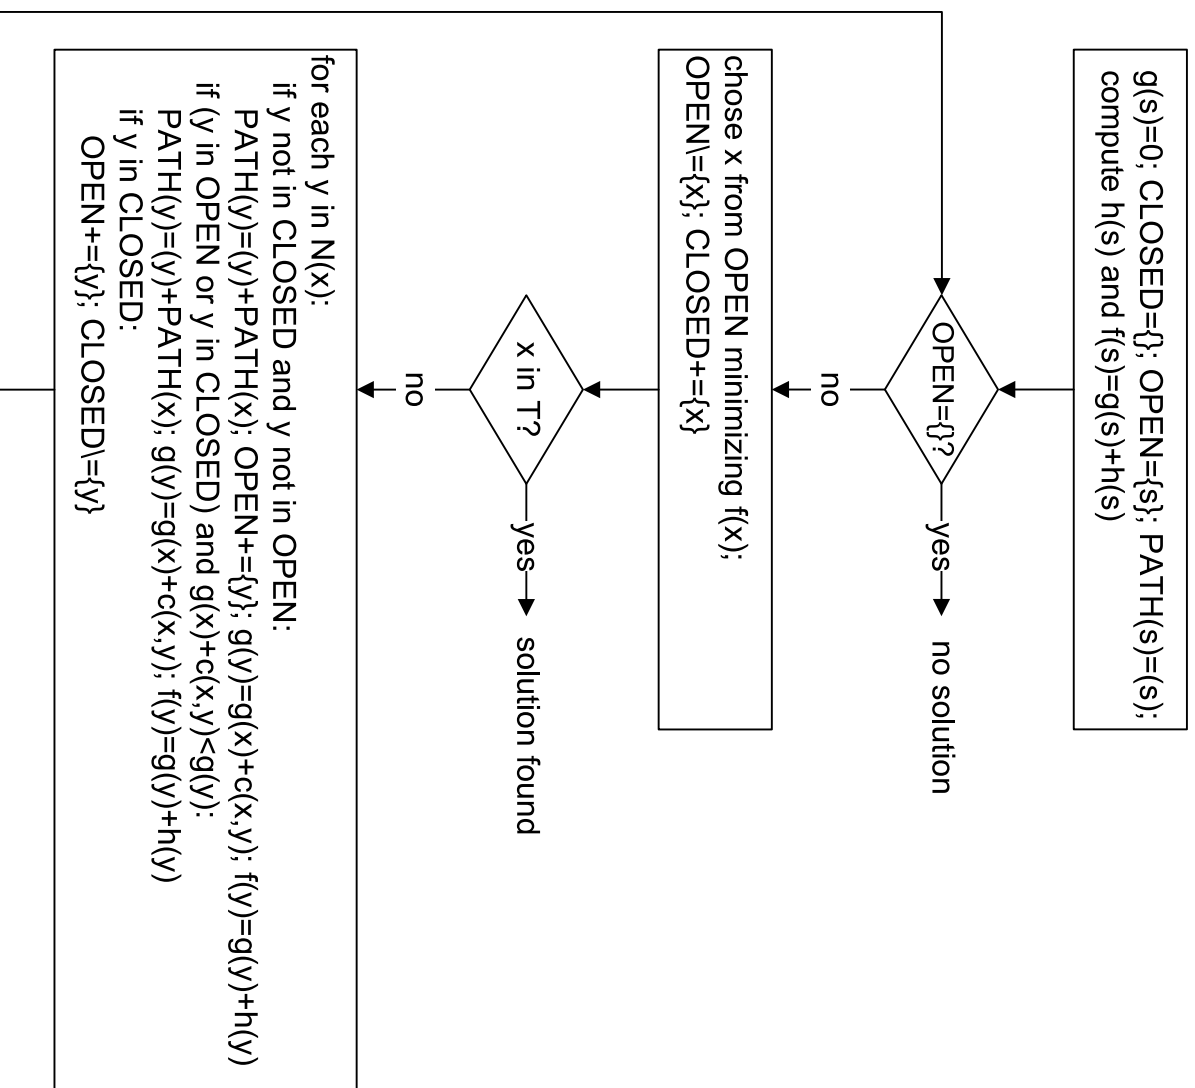 g(s)=0; CLOSED={}; OPEN={s}; PATH(s)=(s);
compute h(s) and f(s)=g(s)+h(s)
OPEN={}?
yes
no solution
no
chose x from OPEN minimizing f(x);
OPEN\={x}; CLOSED+={x}
x in T?
yes
solution found
no
for each y in N(x):
if y not in CLOSED and y not in OPEN:
PATH(y)=(y)+PATH(x); OPEN+={y}; g(y)=g(x)+c(x,y); f(y)=g(y)+h(y)
if (y in OPEN or y in CLOSED) and g(x)+c(x,y)<g(y):
PATH(y)=(y)+PATH(x); g(y)=g(x)+c(x,y); f(y)=g(y)+h(y)
if y in CLOSED:
OPEN+={y}; CLOSED\={y}